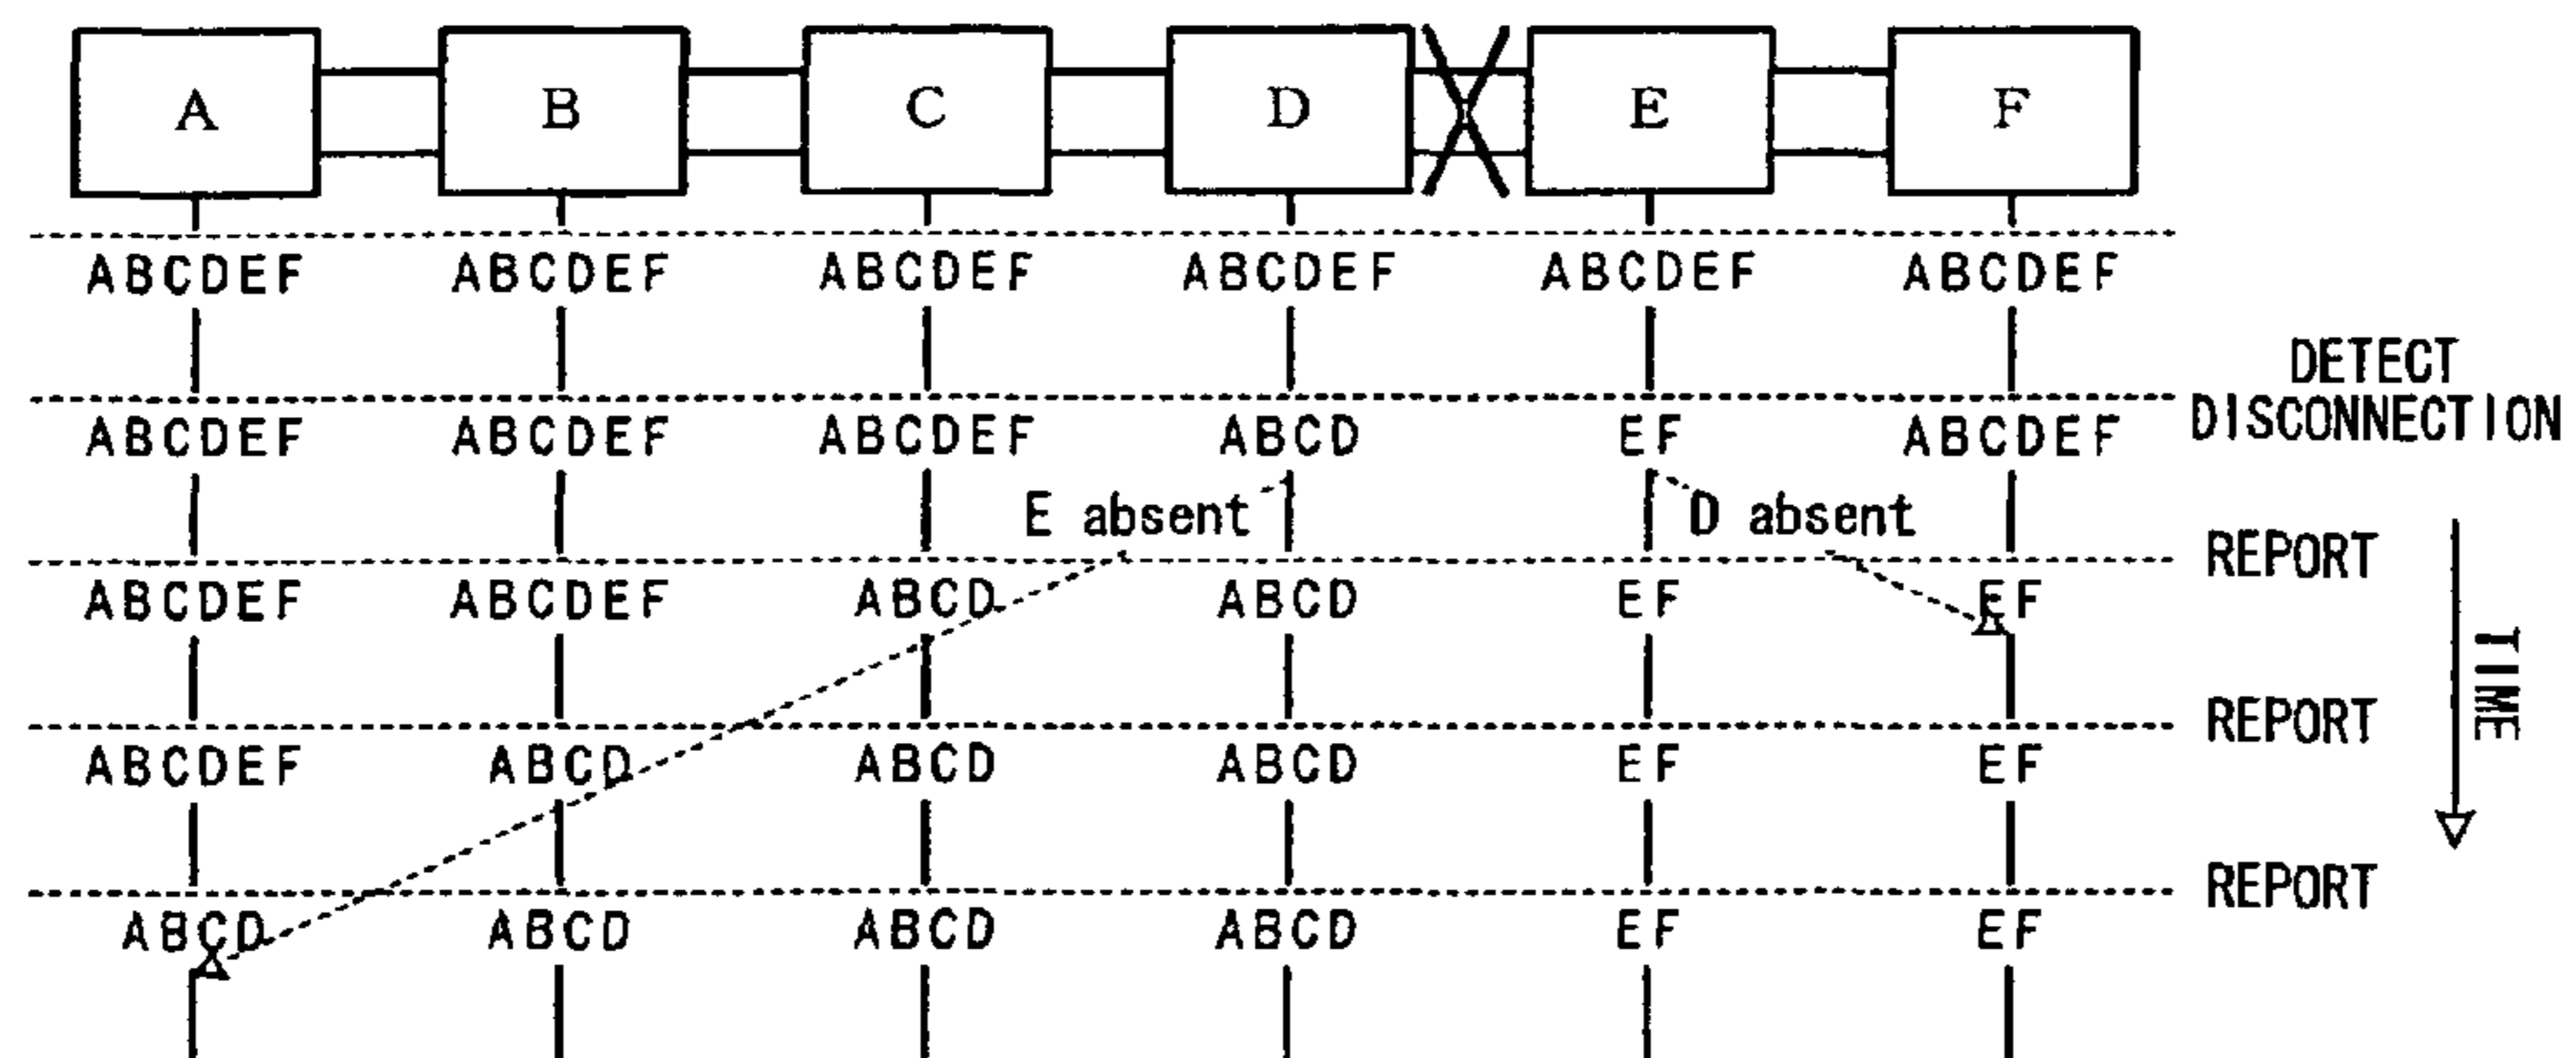 A B C D E F
ABCDEF ABCDEF ABCDEF ABCDEF ABCDEF ABCDEF
DETECT
ABCDEF ABCDEF ABCDEF ABCD EF ABCDEF DISCONNECTION
E absent D absent
REPORT
ABCDEF ABCDEF ABCD ABCD EF EF
TIME
REPORT
ABCDEF ABCD ABCD ABCD EF EF
REPORT
ABCD ABCD ABCD ABCD EF EF